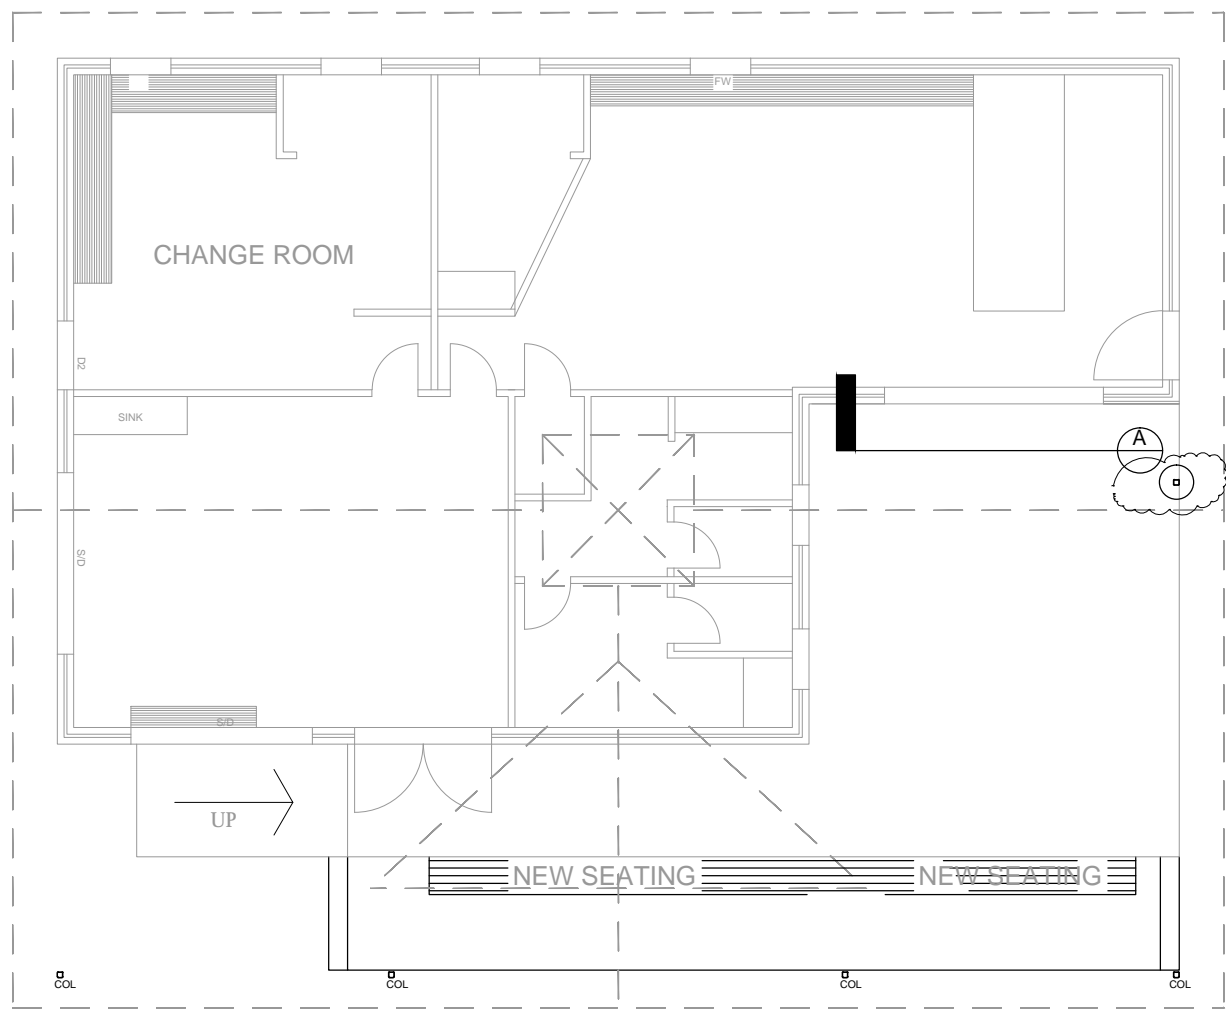 FW
CHANGE ROOM
D2
SINK
A
S/D
S/D
UP
NEW SEATING NEW SEATING
COL COL COL COL